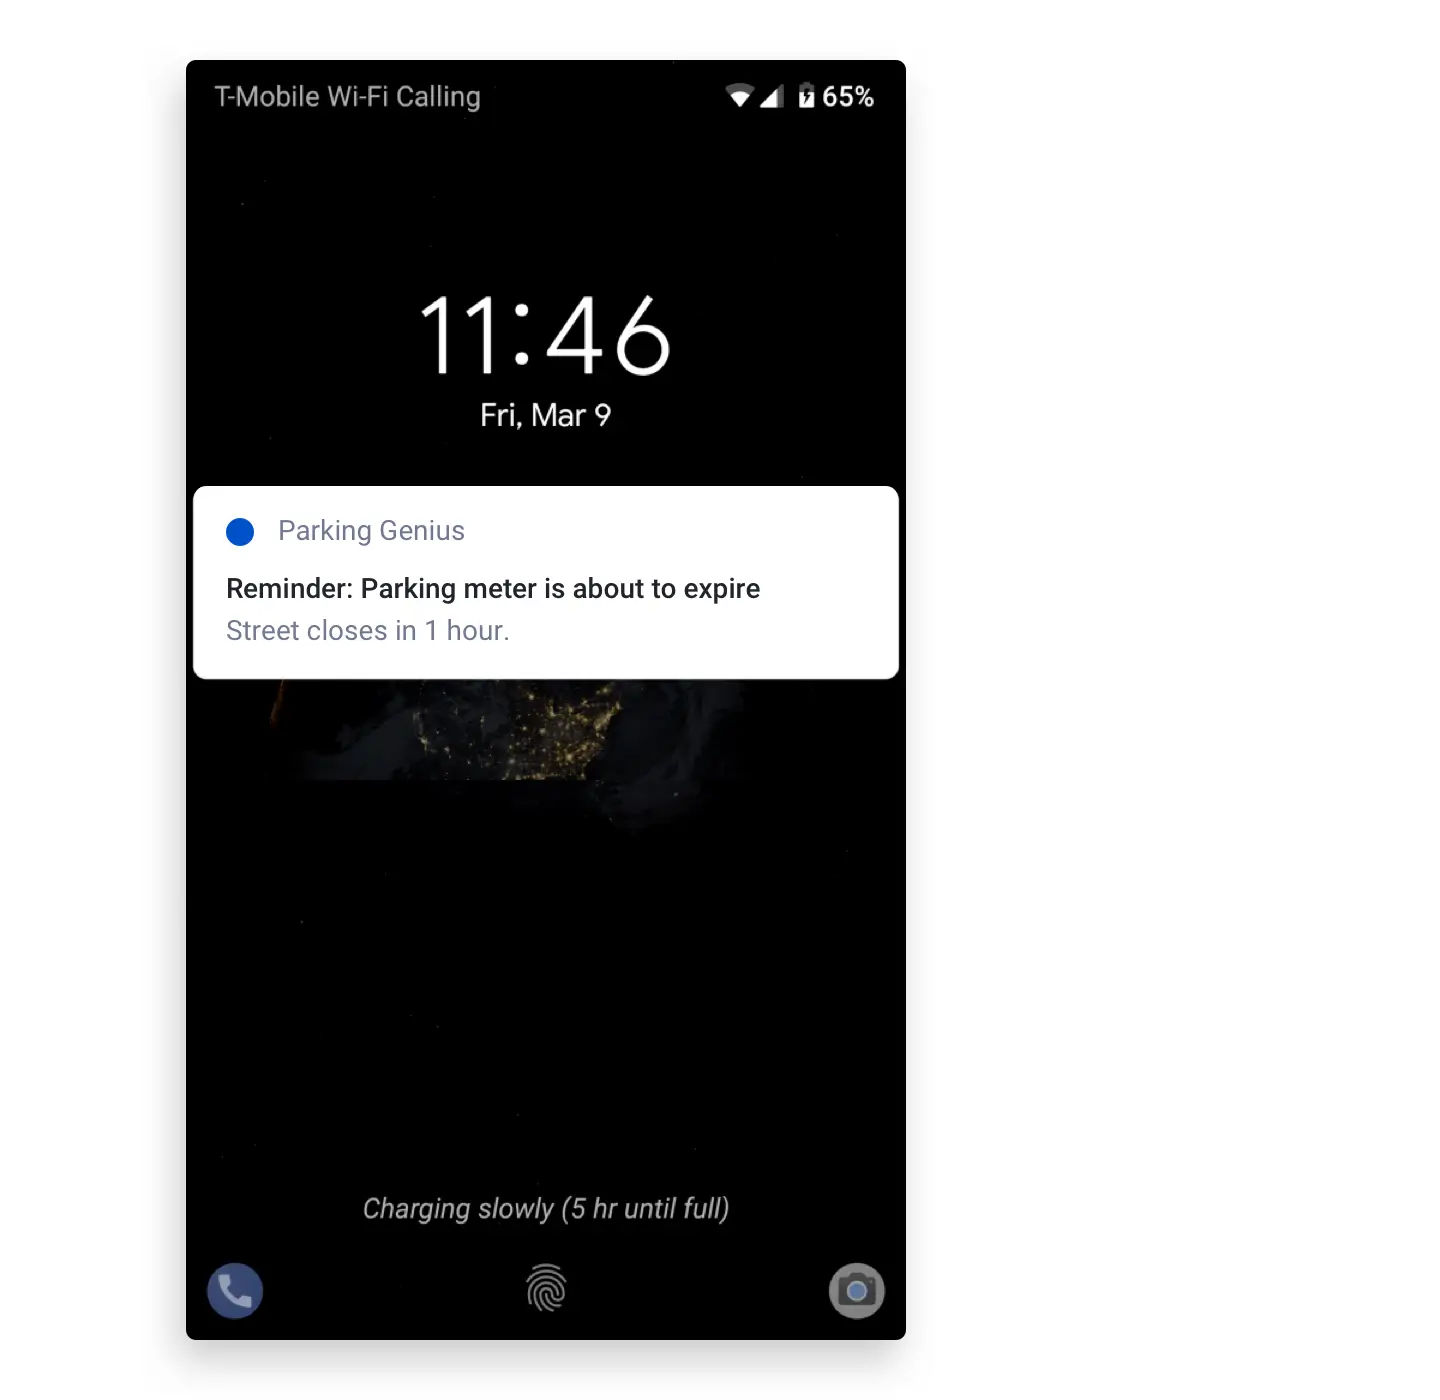 T-Mobile Wi-Fi Calling 65%
11:46
Fri, Mar 9
Parking Genius
Reminder: Parking meter is about to expire
Street closes in 1 hour.
Charging slowly (5 hr until full)